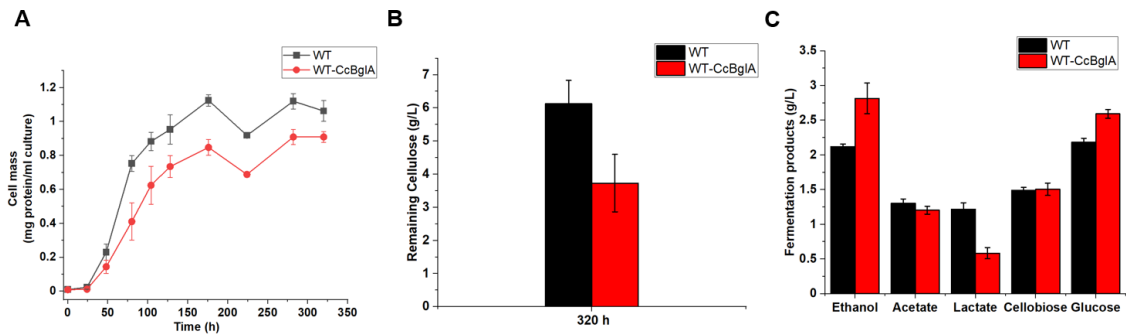 A
WT
WT-CcBglA
Cell mass
(mg protein/ml culture)
1.2
1
0.8
0.6
0.4
0.2
0
0 50 100 150 200 250 300 350
Time (h)
B
WT
WT-CcBglA
Remaining Cellulose (g/L)
7
6
5
4
3
2
1
0
320 h
C
WT
WT-CcBglA
Fermentation products (g/L)
3.5
3
2.5
2
1.5
1
0.5
0
Ethanol Acetate Lactate Cellobiose Glucose